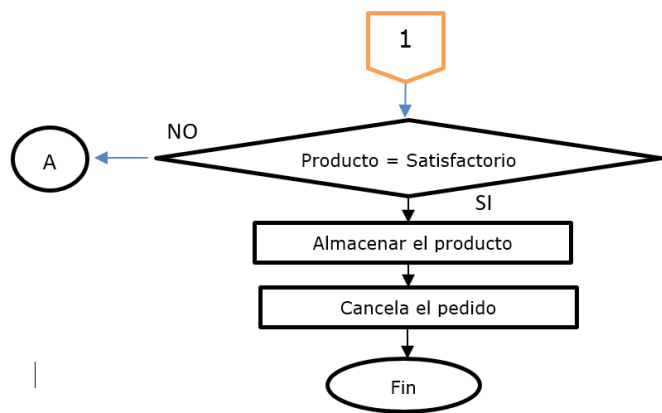 1
NO
A
Producto = Satisfactorio
SI
Almacenar el producto
Cancela el pedido
Fin